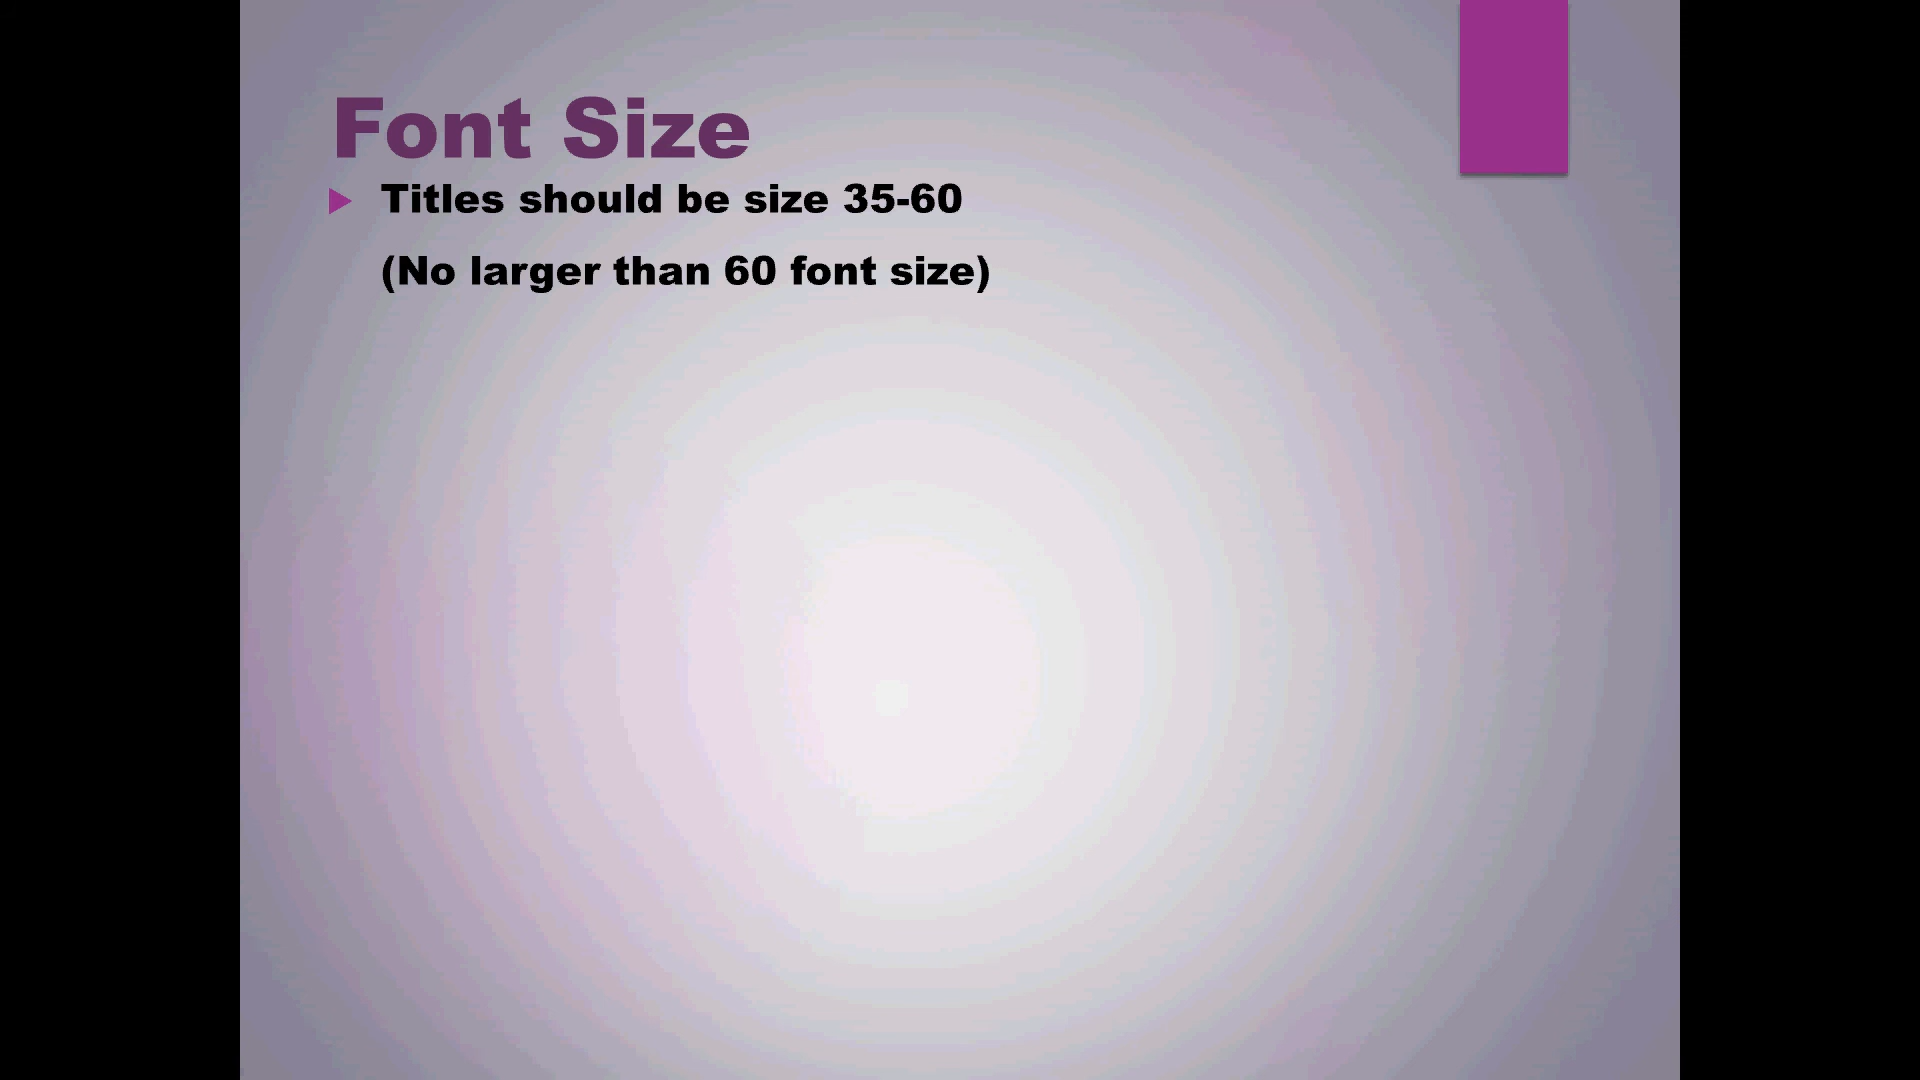 Font Size
Titles should be size 35-60
(No larger than 60 font size)